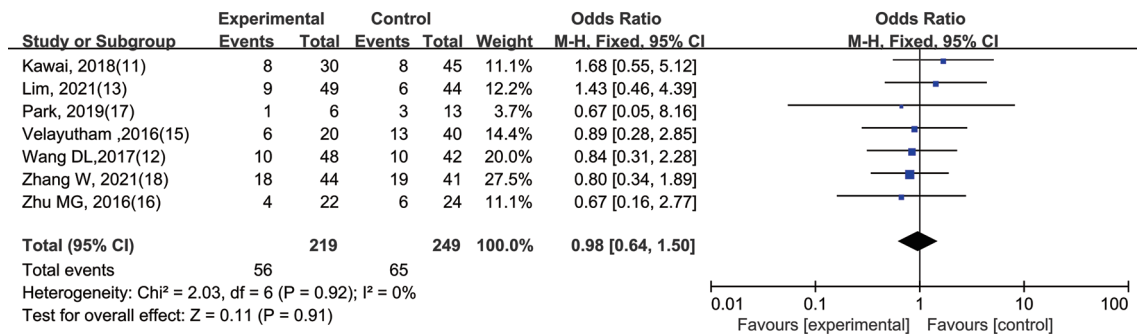 Experimental Control Odds Ratio Odds Ratio
Study or Subgroup Events Total Events Total Weight M-H, Fixed, 95% CI M-H, Fixed, 95% CI
Kawai, 2018(11) 8 30 8 45 11.1% 1.68 [0.55, 5.12]
Lim, 2021(13) 9 49 6 44 12.2% 1.43 [0.46, 4.39]
Park, 2019(17) 1 6 3 13 3.7% 0.67 [0.05, 8.16]
Velayutham ,2016(15) 6 20 13 40 14.4% 0.89 [0.28, 2.85]
Wang DL,2017(12) 10 48 10 42 20.0% 0.84 [0.31, 2.28]
Zhang W, 2021(18) 18 44 19 41 27.5% 0.80 [0.34, 1.89]
Zhu MG, 2016(16) 4 22 6 24 11.1% 0.67 [0.16, 2.77]
Total (95% CI) 219 249 100.0% 0.98 [0.64, 1.50]
Total events 56 65
Heterogeneity: Chi² = 2.03, df = 6 (P = 0.92); I² = 0%
Test for overall effect: Z = 0.11 (P = 0.91)
0.01 0.1 1 10 100
Favours [experimental] Favours [control]